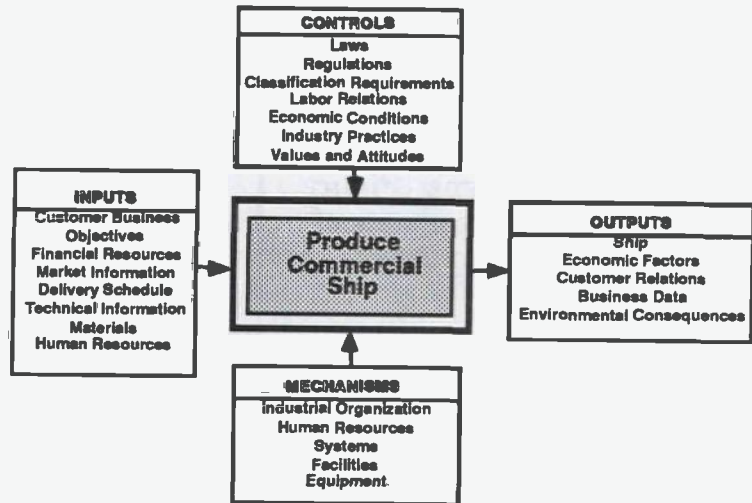 CONTROLS
Laws
Regulations
Classification Requirements
Labor Relations
Economic Conditions
Industry Practices
Values and Attitudes
INPUTS
Customer Business
Objectives
Financial Resources
Market Information
Delivery Schedule
Technical Information
Materials
Human Resources
Produce
Commercial
Ship
OUTPUTS
Ship
Economic Factors
Customer Relations
Business Data
Environmental Consequences
MECHANISMS
Industrial Organization
Human Resources
Systems
Facilities
Equipment